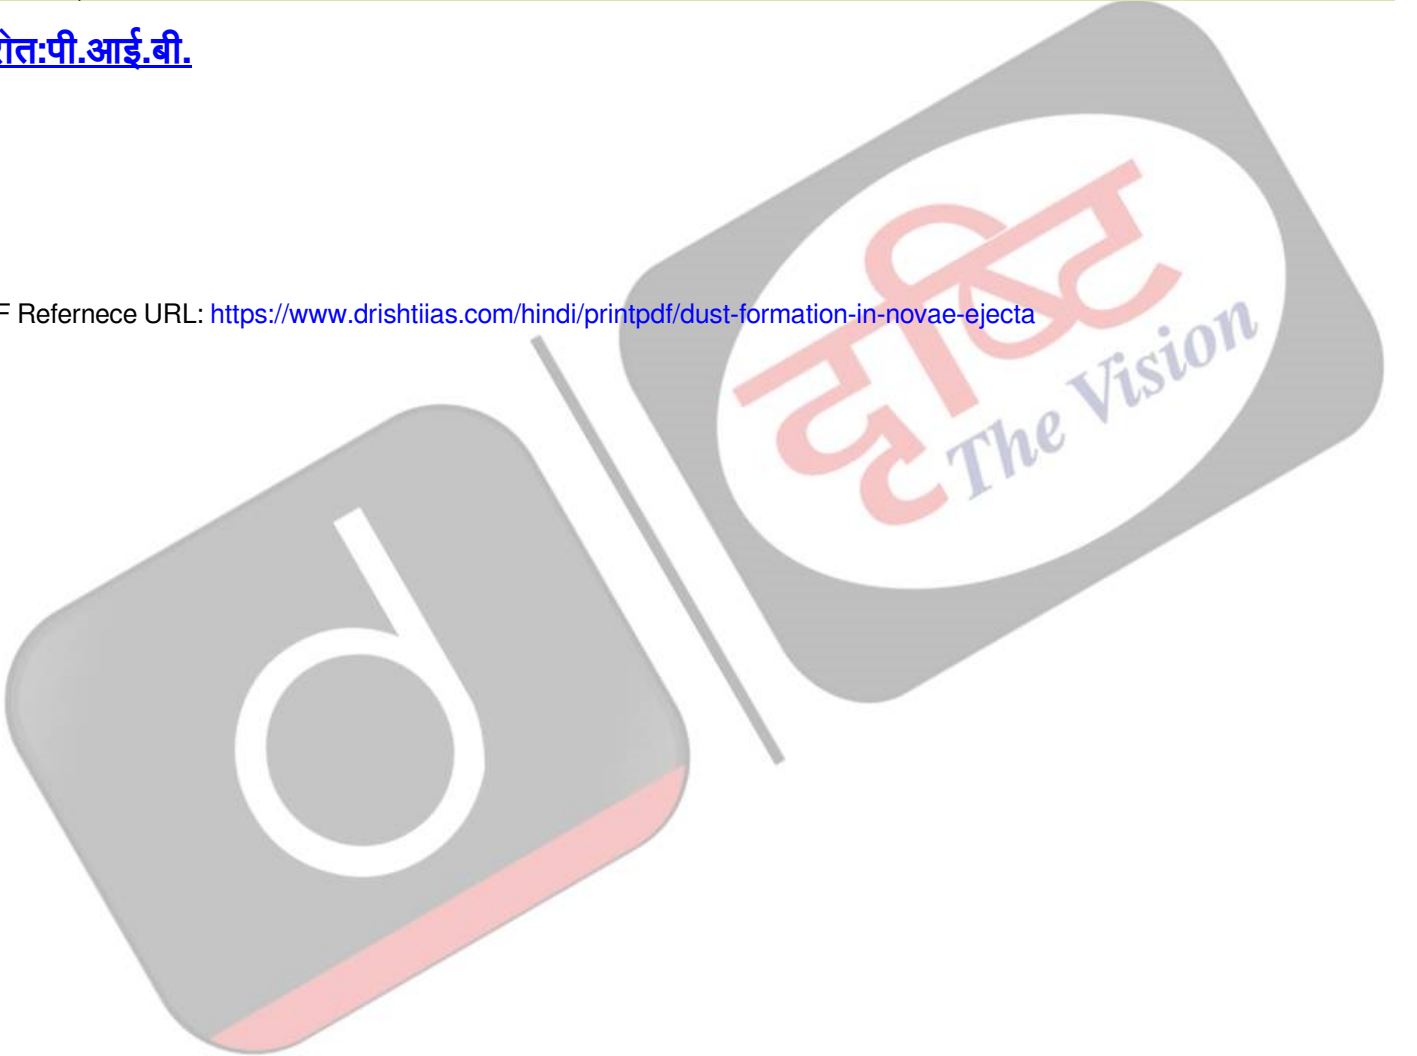 रोत:पी.आई.बी.
F Refernece URL: https://www.drishtiias.com/hindi/printpdf/dust-formation-in-novae-ejecta
दृष्टि
The Vision
d